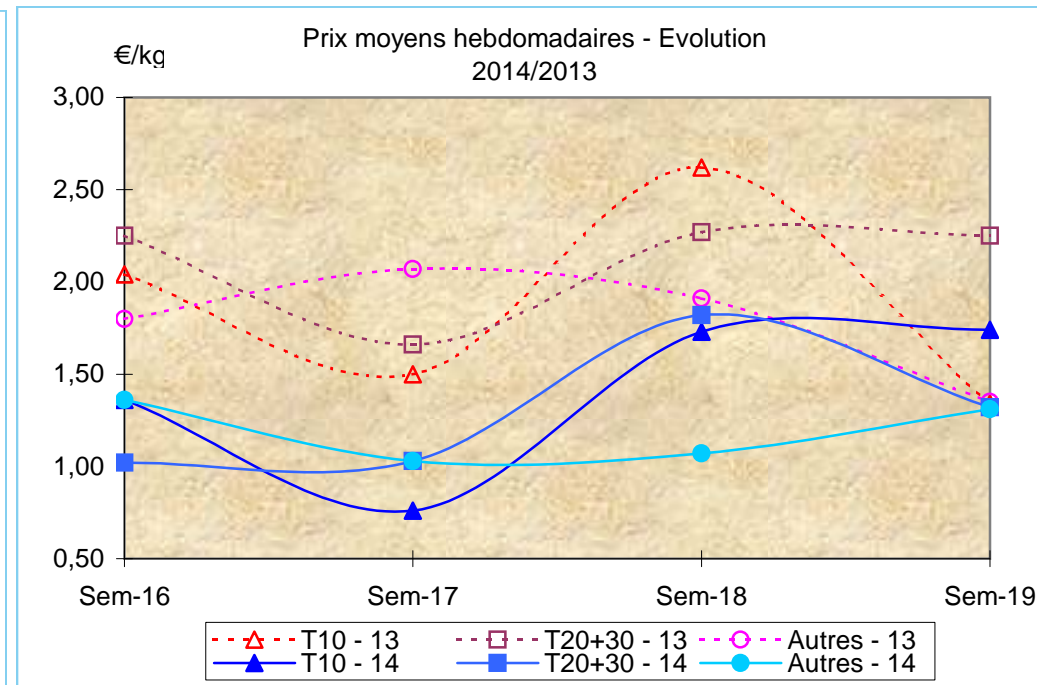 Prix moyens hebdomadaires - Evolution
2014/2013
€/kg
3,00
2,50
2,00
1,50
1,00
0,50
Sem-16 Sem-17 Sem-18 Sem-19
T10 - 13 T20+30 - 13 Autres - 13
T10 - 14 T20+30 - 14 Autres - 14